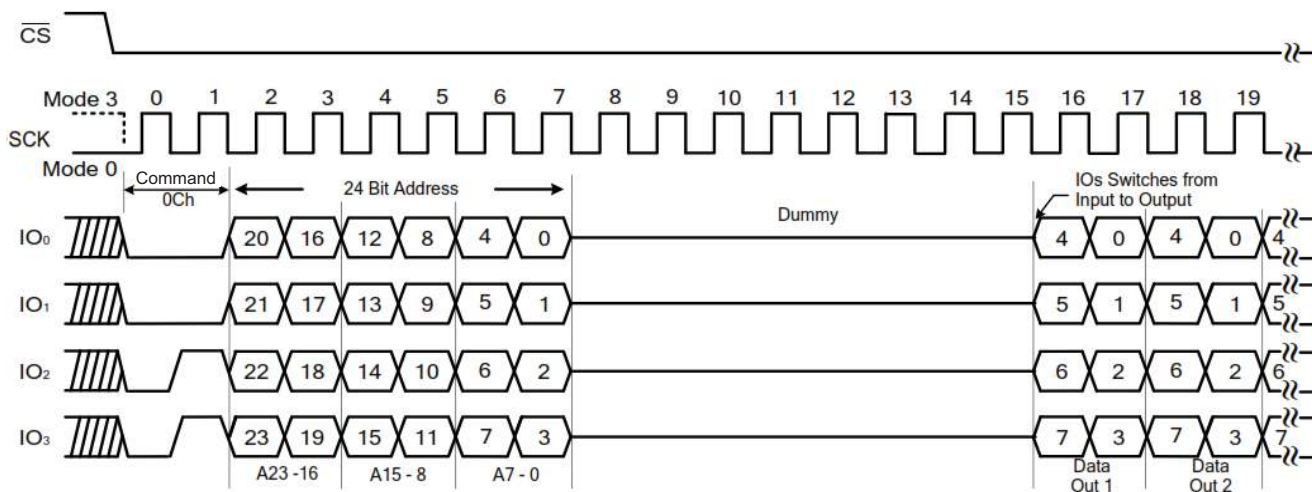 CS
Mode 3 0 1 2 3 4 5 6 7 8 9 10 11 12 13 14 15 16 17 18 19
SCK
Mode 0
Command
0Ch
24 Bit Address
Dummy
IOs Switches from
Input to Output
IO₀ 20 16 12 8 4 0 4 0 4 0 4
IO₁ 21 17 13 9 5 1 5 1 5 1 5
IO₂ 22 18 14 10 6 2 6 2 6 2 6
IO₃ 23 19 15 11 7 3 7 3 7 3 7
A23 -16 A15 - 8 A7 - 0
Data
Out 1
Data
Out 2